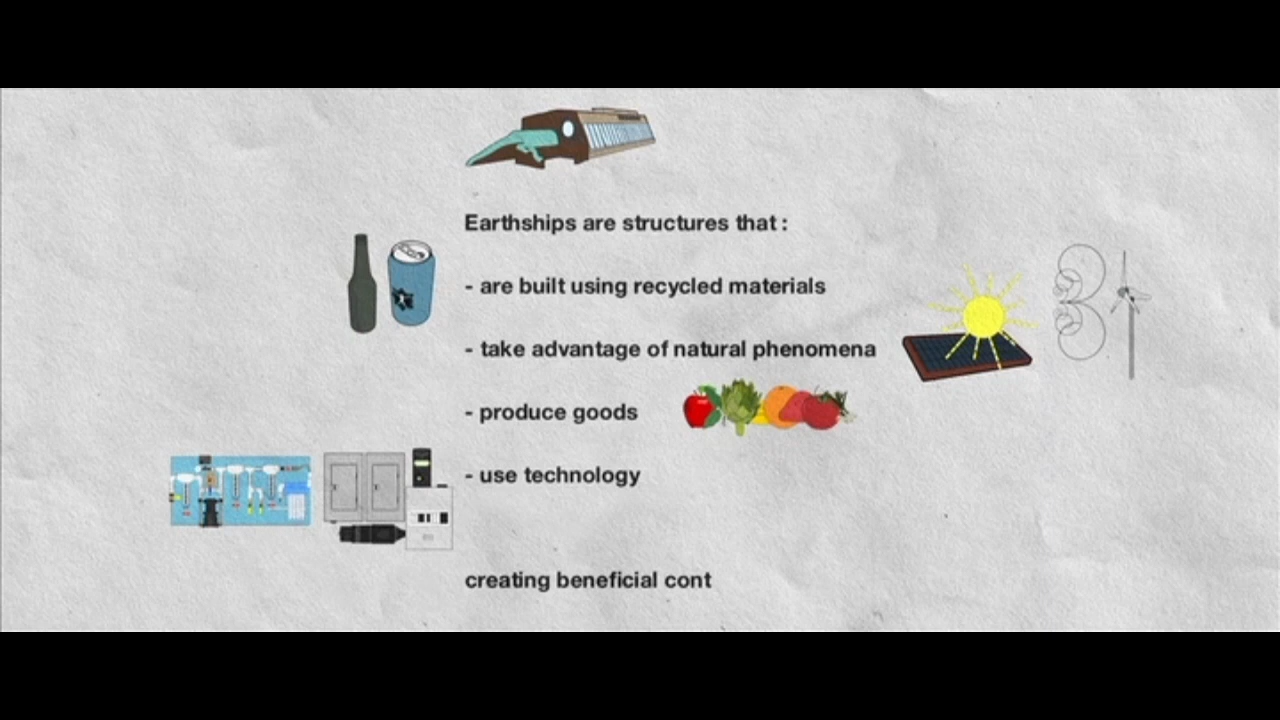 Earthships are structures that :
- are built using recycled materials
- take advantage of natural phenomena
- produce goods
- use technology
creating beneficial cont